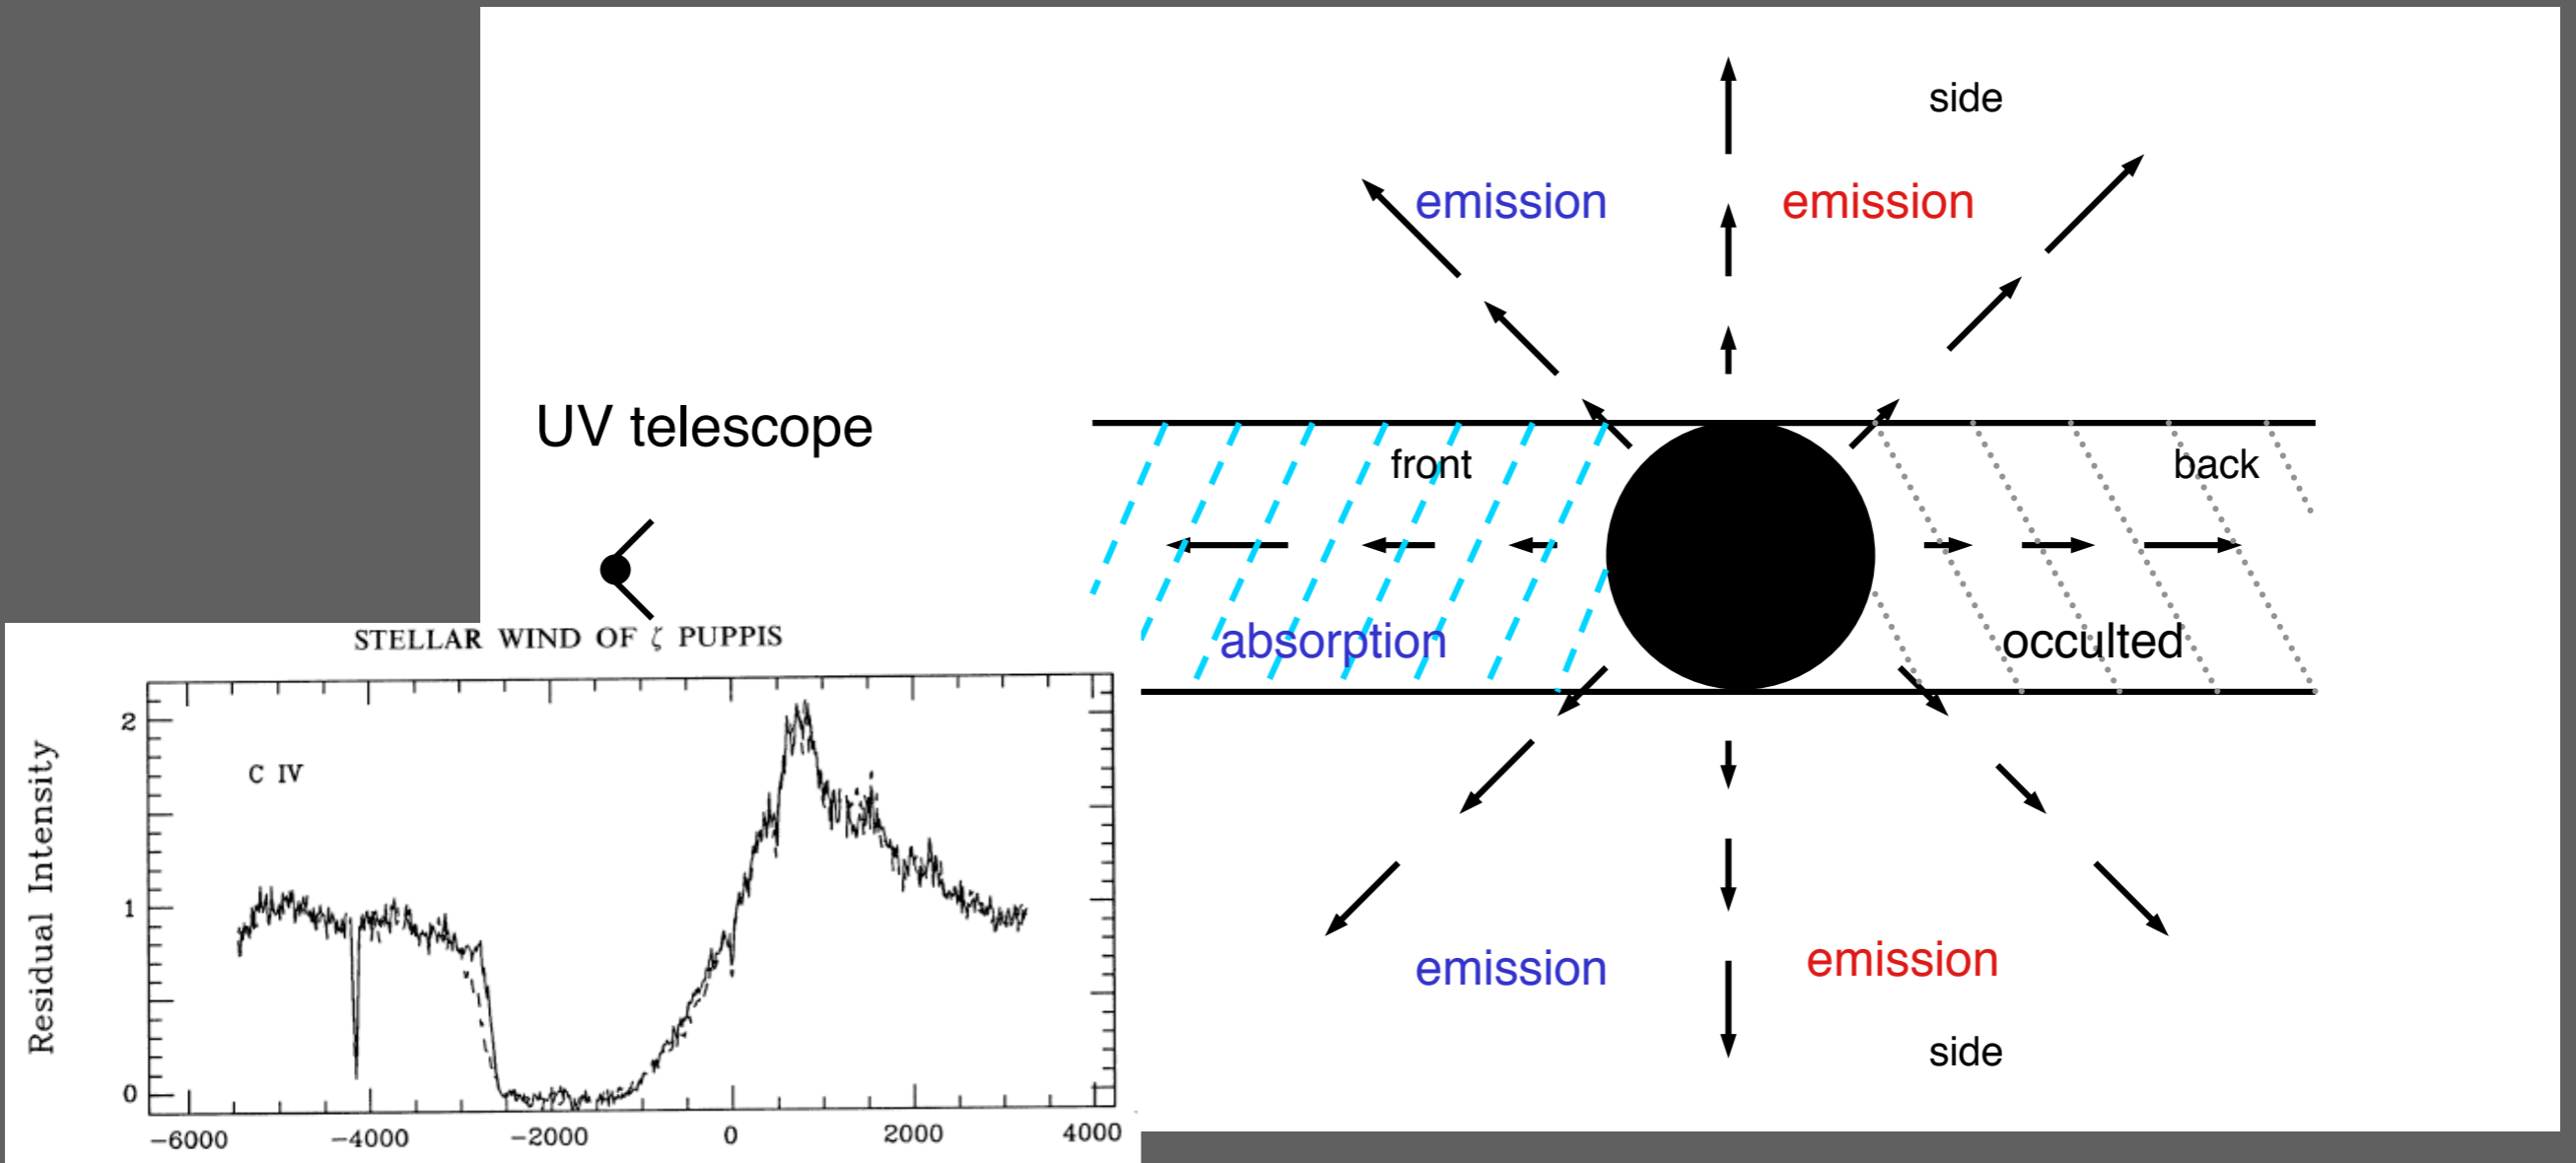 side
emission emission
UV telescope
front back
absorption occulted
emission emission
side
STELLAR WIND OF ζ PUPPIS
Residual Intensity
C IV
2
1
0
−6000 −4000 −2000 0 2000 4000